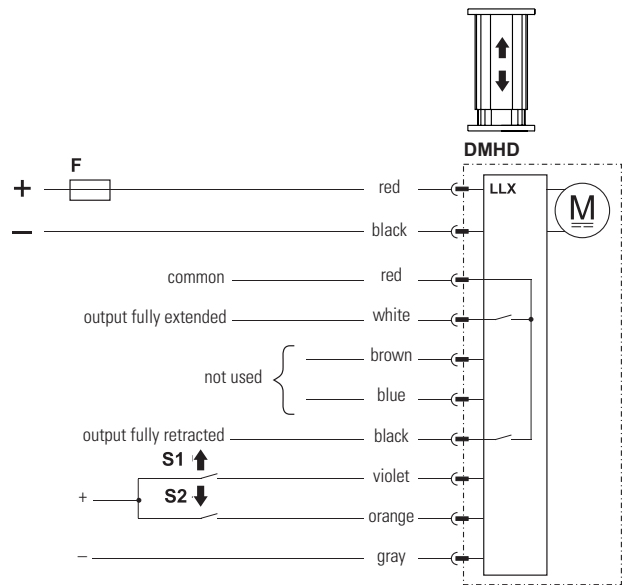 DMHD
F
+ red LLX
M
− black
common red
output fully extended white
not used brown
blue
output fully retracted black
S1 violet
+ S2
orange
− gray